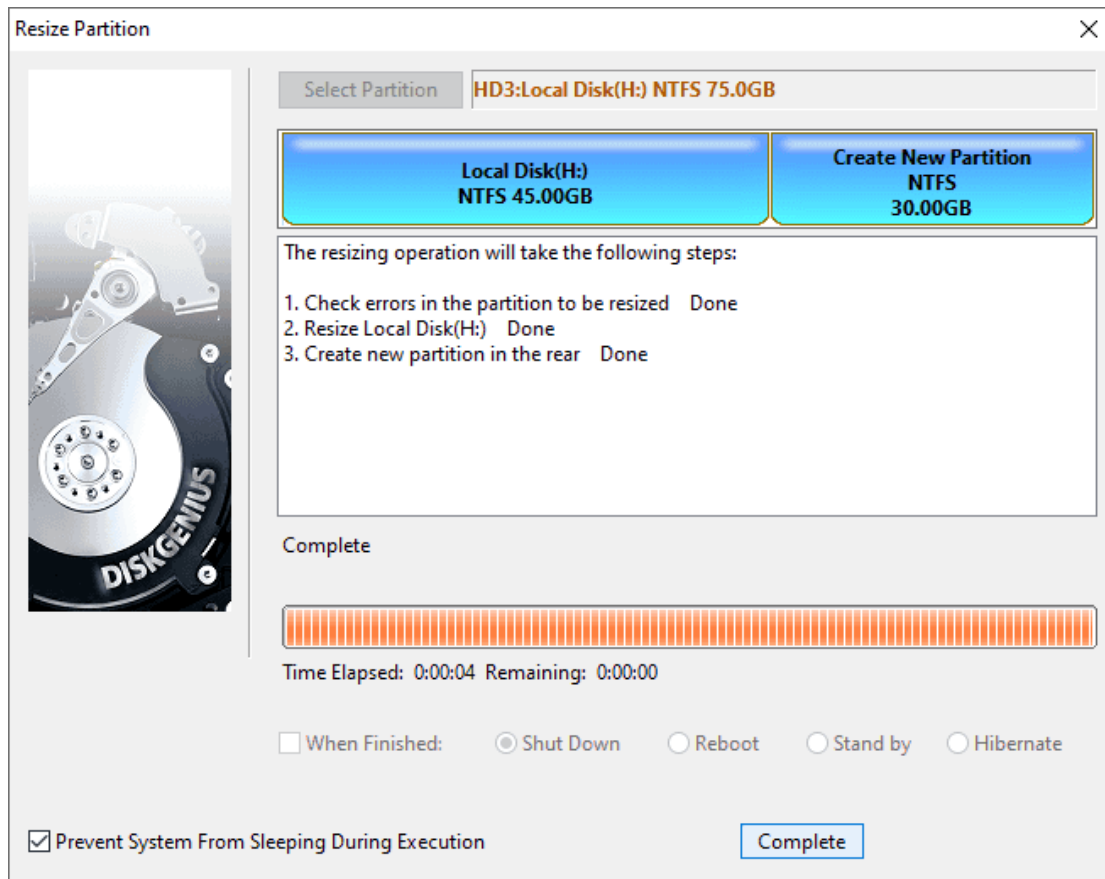 Resize Partition
Select Partition
HD3:Local Disk(H:) NTFS 75.0GB
Local Disk(H:)
NTFS 45.00GB
Create New Partition
NTFS
30.00GB
The resizing operation will take the following steps:
1. Check errors in the partition to be resized    Done
2. Resize Local Disk(H:)    Done
3. Create new partition in the rear    Done
DISKGENIUS
Complete
Time Elapsed:  0:00:04  Remaining:  0:00:00
When Finished:
Shut Down
Reboot
Stand by
Hibernate
Prevent System From Sleeping During Execution
Complete